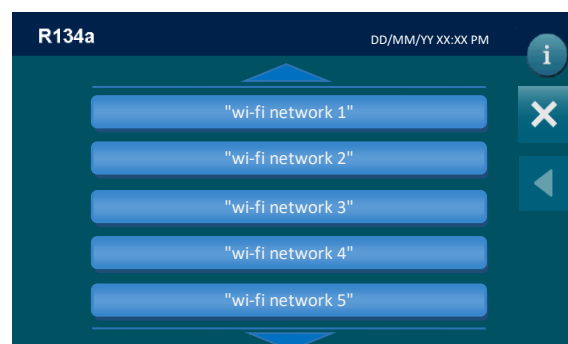 R134a
DD/MM/YY XX:XX PM
i
"wi-fi network 1"
"wi-fi network 2"
"wi-fi network 3"
"wi-fi network 4"
"wi-fi network 5"